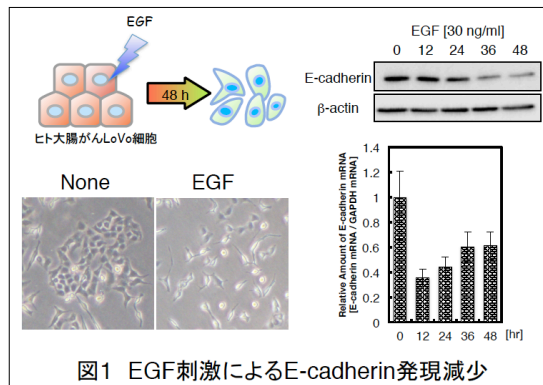 EGF
48 h
ヒト大腸がんLoVo細胞
None
EGF
EGF [30 ng/ml]
0 12 24 36 48
E-cadherin
β-actin
Relative Amount of E-cadherin mRNA
[E-cadherin mRNA / GAPDH mRNA]
1.4
1.2
1
0.8
0.6
0.4
0.2
0
0 12 24 36 48 [hr]
図1 EGF刺激によるE-cadherin発現減少